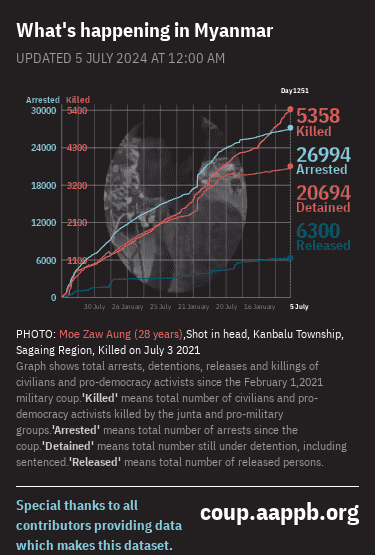 What's happening in Myanmar
UPDATED 5 JULY 2024 AT 12:00 AM
Day1251
Arrested Killed
30000 5400
24000 4300
18000 3200
12000 2100
6000 1100
0
5358
Killed
26994
Arrested
20694
Detained
6300
Released
30 July 26 January 25 July 21 January 20 July 16 January 5 July
PHOTO: Moe Zaw Aung (28 years),Shot in head, Kanbalu Township,
Sagaing Region, Killed on July 3 2021
Graph shows total arrests, detentions, releases and killings of
civilians and pro-democracy activists since the February 1,2021
military coup.'Killed' means total number of civilians and pro-
democracy activists killed by the junta and pro-military
groups.'Arrested' means total number of arrests since the
coup.'Detained' means total number still under detention, including
sentenced.'Released' means total number of released persons.
Special thanks to all
contributors providing data
which makes this dataset.
coup.aappb.org